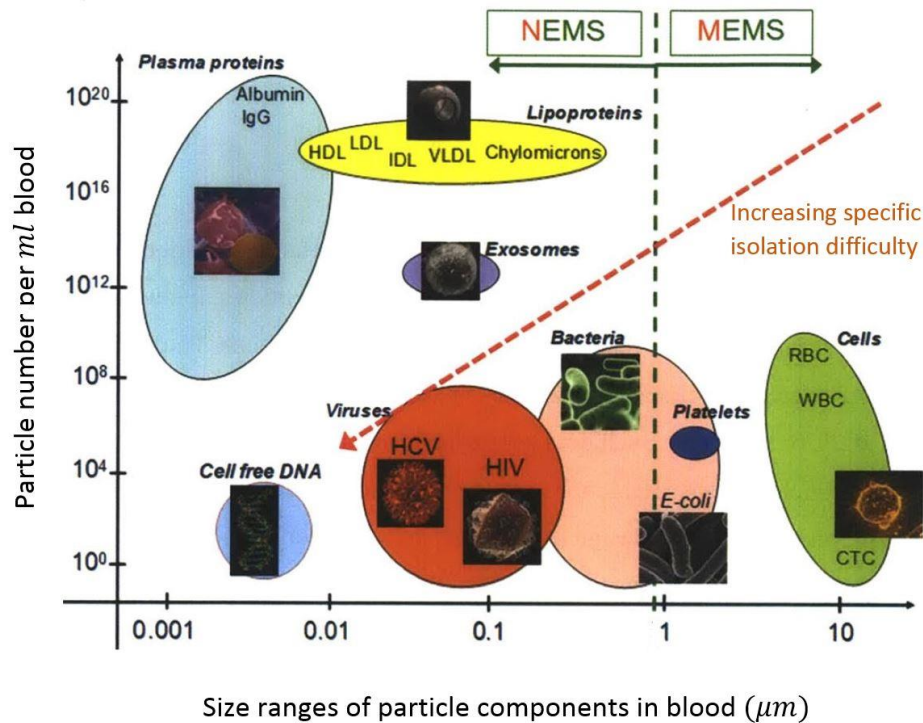 NEMS
MEMS
Plasma proteins
Albumin
IgG
Lipoproteins
HDL LDL IDL VLDL Chylomicrons
Increasing specific
isolation difficulty
Exosomes
Bacteria
Cells
RBC
WBC
Platelets
Viruses
HCV
HIV
Cell free DNA
E-coli
CTC
10²⁰
10¹⁶
10¹²
10⁸
10⁴
10⁰
Particle number per ml blood
0.001 0.01 0.1 1 10
Size ranges of particle components in blood (μm)